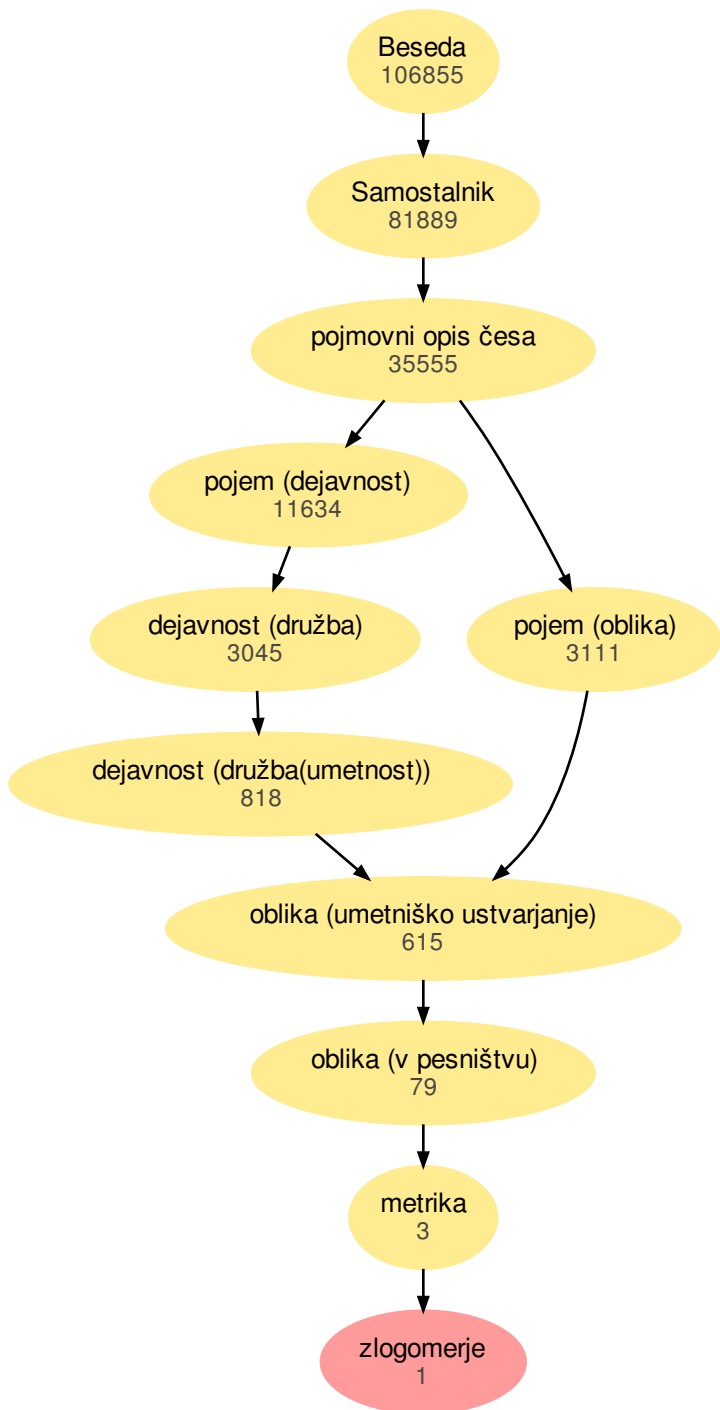 Beseda
106855
Samostalnik
81889
pojmovni opis česa
35555
pojem (dejavnost)
11634
dejavnost (družba)
3045
pojem (oblika)
3111
dejavnost (družba(umetnost))
818
oblika (umetniško ustvarjanje)
615
oblika (v pesništvu)
79
metrika
3
zlogomerje
1